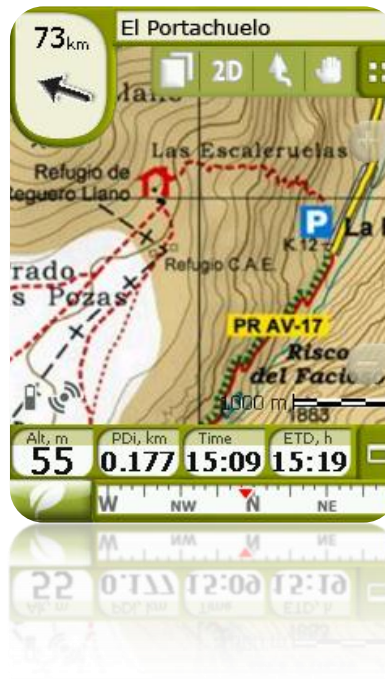 El Portachuelo
73km
2D
Las Escaleruelas
Refugio de
Reguero Llano
P
K.12
Refugio C.A.E.
rado
s Pozas
PR AV-17
Risco
del Facioso
1000 m
1883
Alt, m
55
PDi, km
0.177
Time
15:09
ETD, h
15:19
W NW N NE